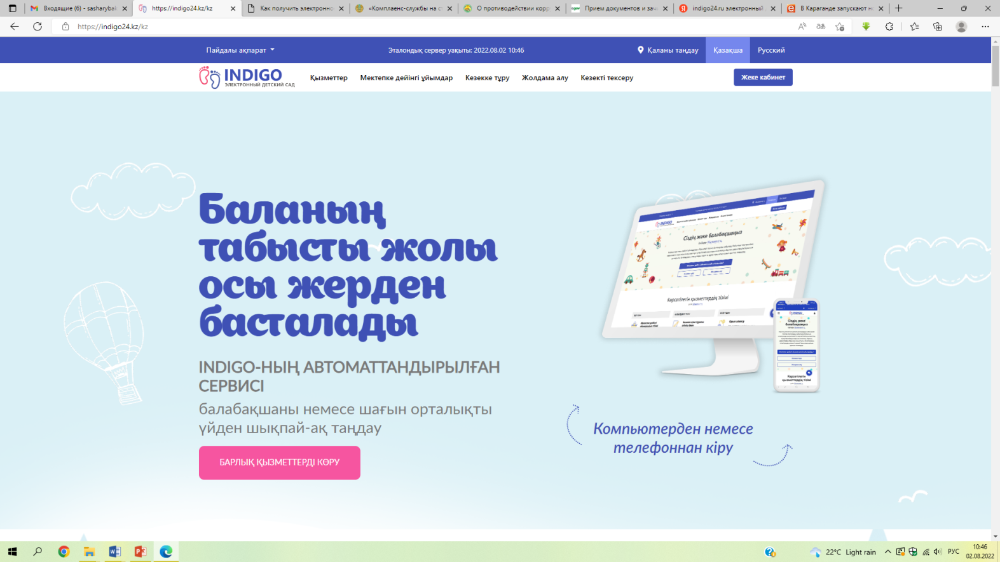 Входящие (6) - sasharybak
https://indigo24.kz/kz
Как получить электронно
«Комплаенс-службы на ст
О противодействии корр
Прием документов и зач
indigo24.ru электронный
В Караганде запускают н
https://indigo24.kz/kz
Пайдалы ақпарат
Эталондық сервер уақыты: 2022.08.02 10:46
Қаланы таңдау
Қазақша
Русский
INDIGO
ЭЛЕКТРОННЫЙ ДЕТСКИЙ САД
Қызметтер
Мектепке дейінгі ұйымдар
Кезекке тұру
Жолдама алу
Кезекті тексеру
Жеке кабинет
Баланың
табысты жолы
осы жерден
басталады
INDIGO-НЫҢ АВТОМАТТАНДЫРЫЛҒАН
СЕРВИСІ
балабақшаны немесе шағын орталықты
үйден шықпай-ақ таңдау
БАРЛЫҚ ҚЫЗМЕТТЕРДІ КӨРУ
INDIGO
Сіздің жеке балабақшаңыз
Көрсетілетін қызметтердің тізімі
INDIGO
Сіздің жеке
балабақшаңыз
Көрсетілетін
қызметтердің тізімі
Компьютерден немесе
телефоннан кіру
22°C Light rain
РУС
10:46
02.08.2022